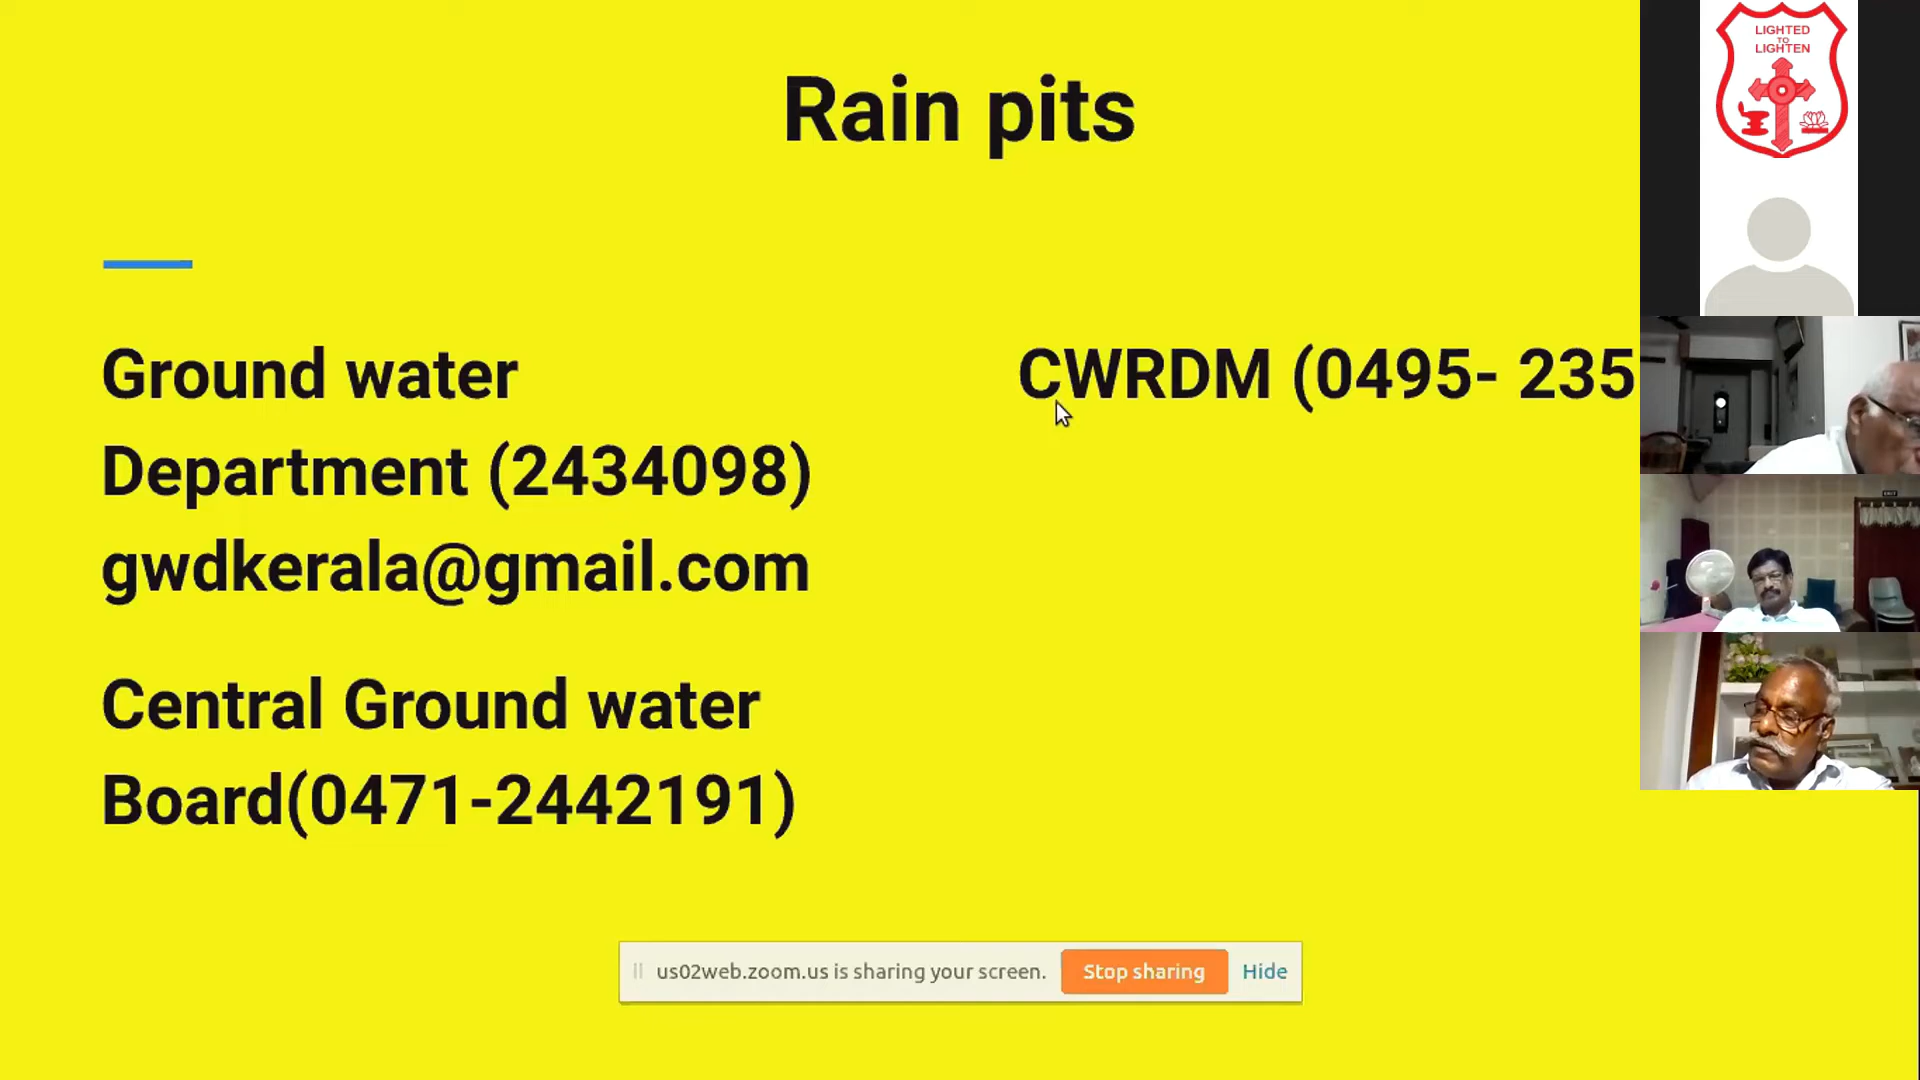 Rain pits
Ground water
Department (2434098)
gwdkerala@gmail.com
Central Ground water
Board(0471-2442191)
CWRDM (0495- 235
us02web.zoom.us is sharing your screen.
Stop sharing
Hide
LIGHTED
TO
LIGHTEN
EXIT